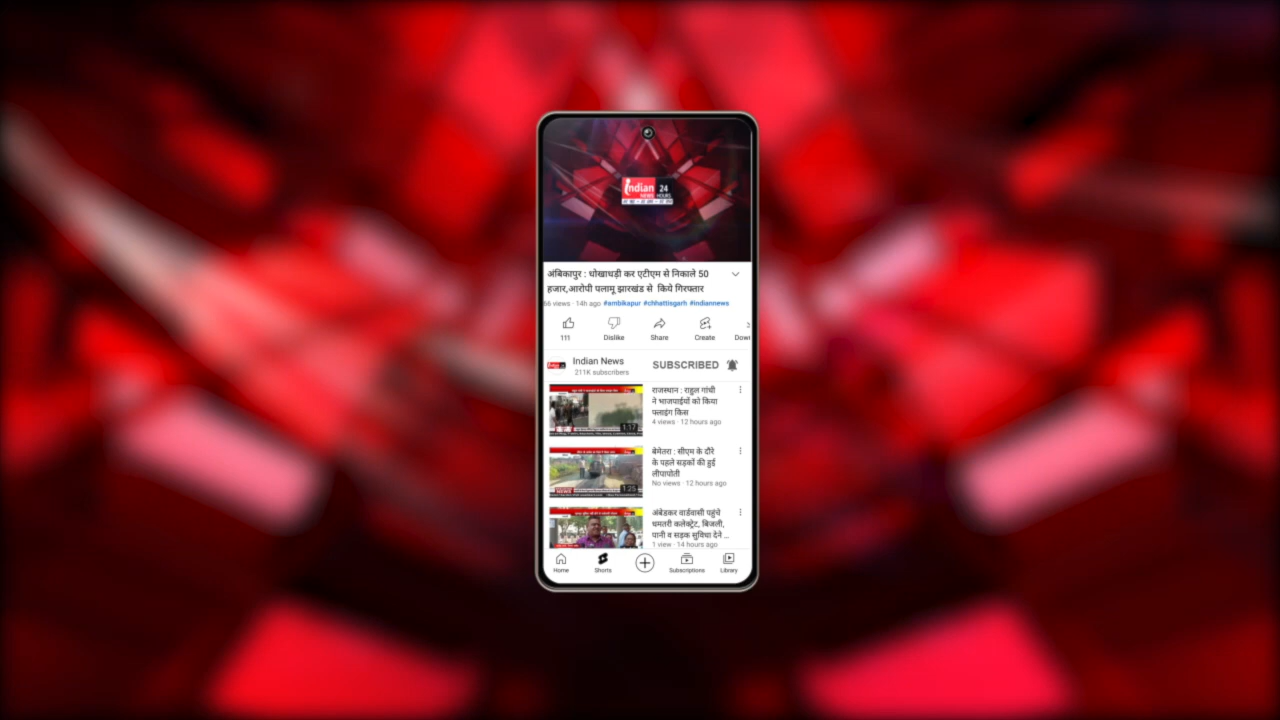 Indian 24
NEWS HOURS
अंबिकापुर : धोखाधड़ी कर एटीएम से निकाले 50
हजार,आरोपी पलामू झारखंड से किये गिरफ्तार
66 views · 14h ago #ambikapur #chhattisgarh #indiannews
111
Dislike
Share
Create
Down
Indian News
211K subscribers
SUBSCRIBED
राजस्थान : राहुल गांधी
ने भाजपाईयों को किया
फ्लाइंग किस
4 views · 12 hours ago
1:17
बेमेतरा : सीएम के दौरे
के पहले सड़कों की हुई
लीपापोती
No views · 12 hours ago
1:25
अंबेडकर वार्डवासी पहुंचे
धमतरी कलेक्ट्रेट, बिजली,
पानी व सड़क सुविधा देने ...
1 view · 14 hours ago
Home
Shorts
Subscriptions
Library